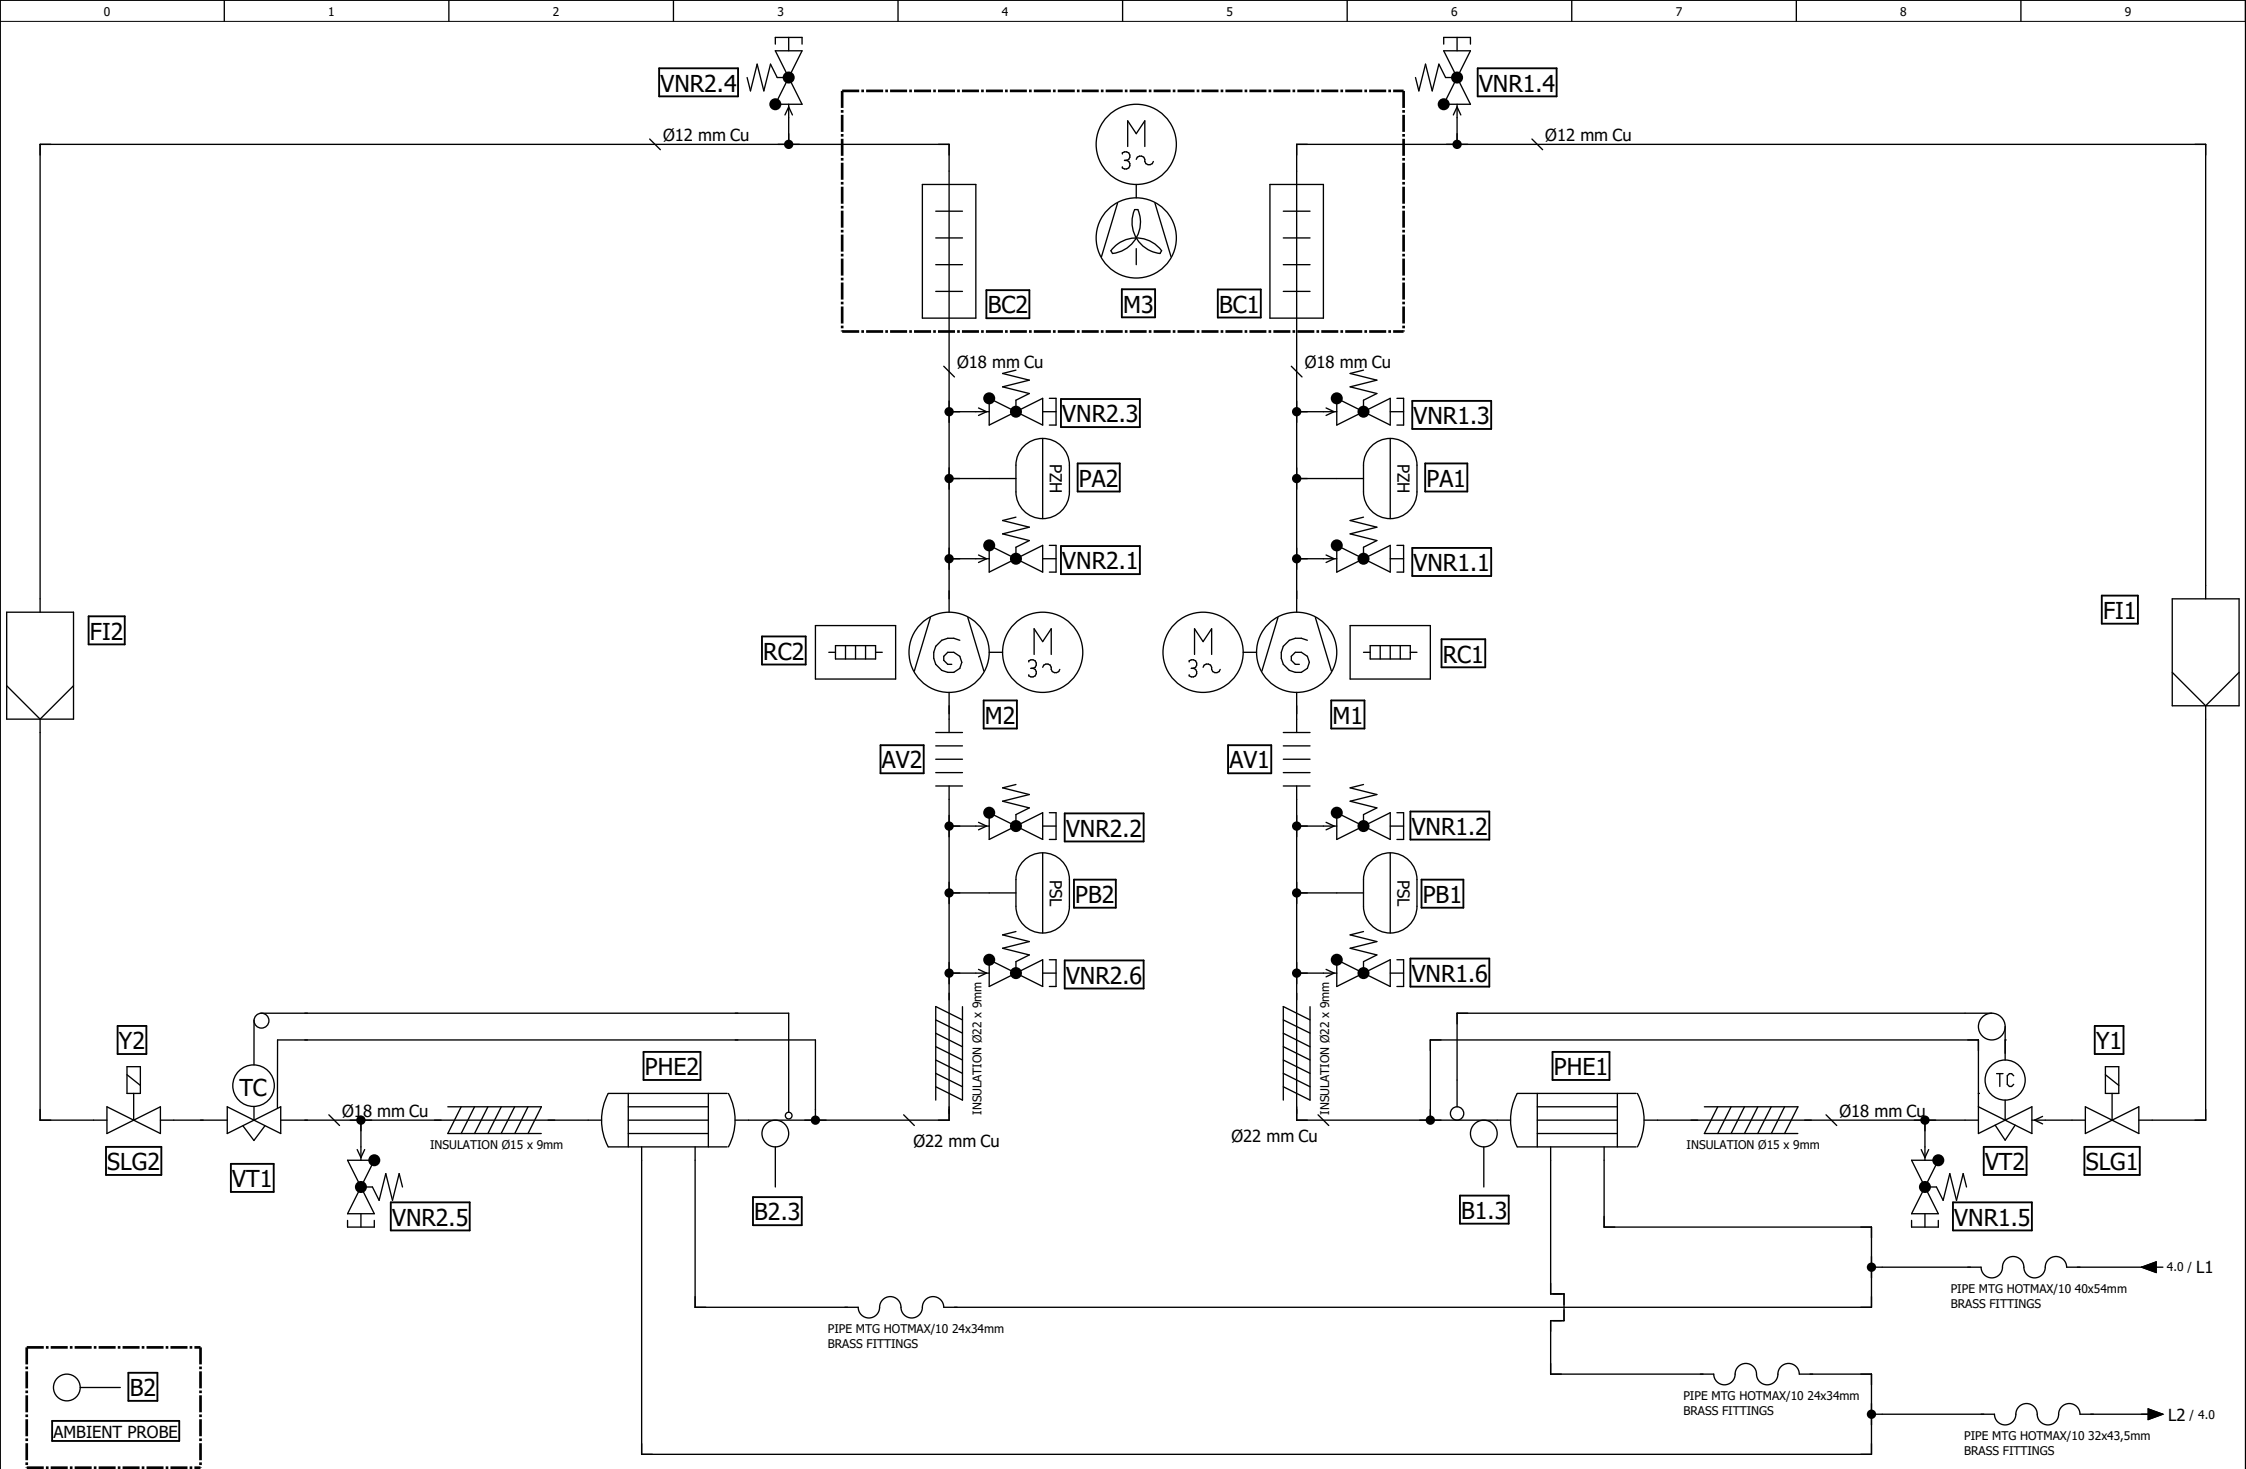 0 1 2 3 4 5 6 7 8 9
VNR2.4
VNR1.4
Ø12 mm Cu
M
3~
Ø12 mm Cu
BC2
M3
BC1
Ø18 mm Cu
Ø18 mm Cu
VNR2.3
VNR1.3
PZH
PA2
PZH
PA1
VNR2.1
VNR1.1
FI2
RC2
M
3~
M
3~
RC1
FI1
M2
M1
AV2
AV1
VNR2.2
VNR1.2
PSL
PB2
PSL
PB1
VNR2.6
VNR1.6
INSULATION Ø22 x 9mm
INSULATION Ø22 x 9mm
Y2
Y1
PHE2
PHE1
TC
TC
Ø18 mm Cu
Ø18 mm Cu
INSULATION Ø15 x 9mm
Ø22 mm Cu
Ø22 mm Cu
INSULATION Ø15 x 9mm
SLG2
VT1
VT2
SLG1
VNR2.5
B2.3
B1.3
VNR1.5
4.0 / L1
PIPE MTG HOTMAX/10 40x54mm
BRASS FITTINGS
PIPE MTG HOTMAX/10 24x34mm
BRASS FITTINGS
B2
AMBIENT PROBE
PIPE MTG HOTMAX/10 24x34mm
BRASS FITTINGS
L2 / 4.0
PIPE MTG HOTMAX/10 32x43,5mm
BRASS FITTINGS